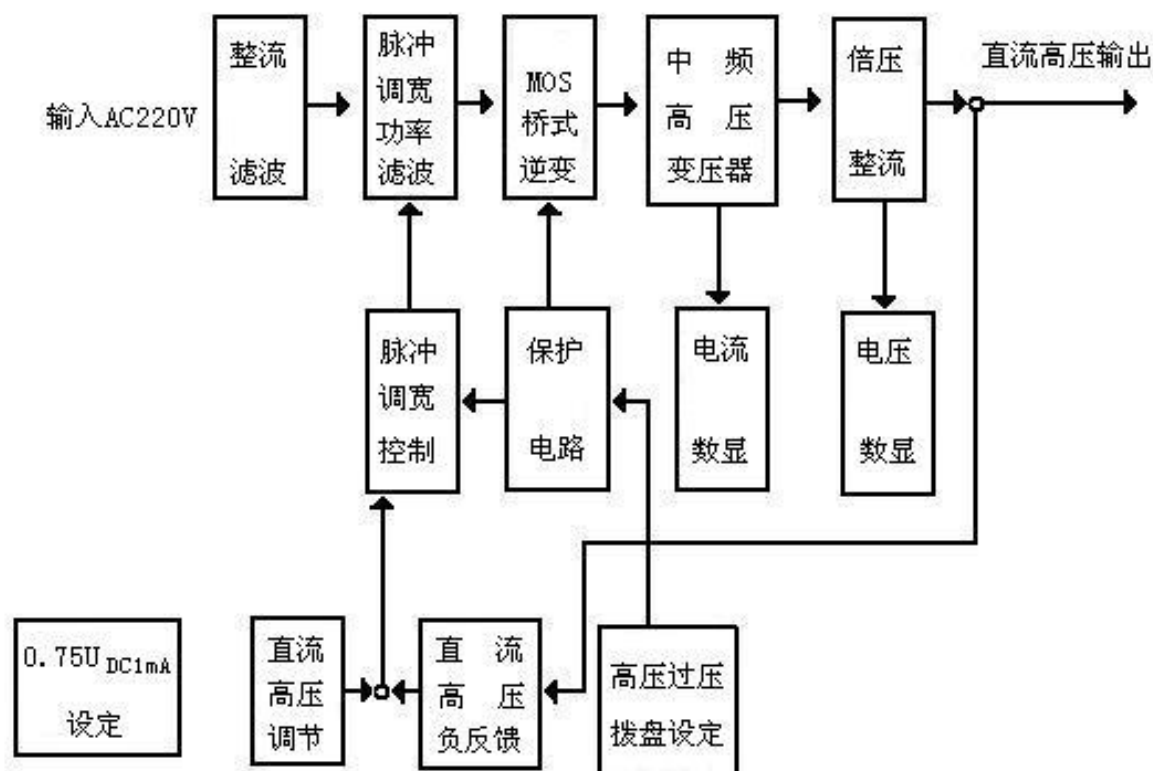 输入AC220V
整流
滤波
脉冲
调宽
功率
滤波
MOS
桥式
逆变
中 频
高 压
变压器
倍压
整流
直流高压输出
脉冲
调宽
控制
保护
电路
电流
数显
电压
数显
0.75U DC1mA
设定
直流
高压
调节
直 流
高 压
负反馈
高压过压
拨盘设定